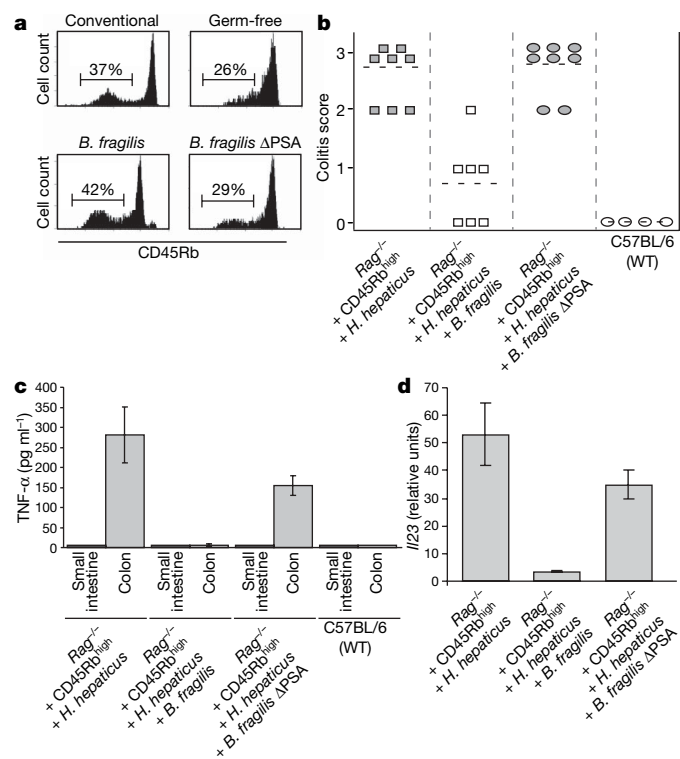 a
Conventional
Germ-free
Cell count
37%
26%
B. fragilis
B. fragilis ΔPSA
Cell count
42%
29%
CD45Rb
b
Colitis score
3
2
1
0
Rag–/–
+ CD45Rbhigh
+ H. hepaticus
Rag–/–
+ CD45Rbhigh
+ H. hepaticus
+ B. fragilis
Rag–/–
+ CD45Rbhigh
+ H. hepaticus
+ B. fragilis ΔPSA
C57BL/6
(WT)
c
TNF-α (pg ml–1)
400
350
300
250
200
150
100
50
0
Small
intestine
Colon
Small
intestine
Colon
Small
intestine
Colon
Small
intestine
Colon
Rag–/–
+ CD45Rbhigh
+ H. hepaticus
Rag–/–
+ CD45Rbhigh
+ H. hepaticus
+ B. fragilis
Rag–/–
+ CD45Rbhigh
+ H. hepaticus
+ B. fragilis ΔPSA
C57BL/6
(WT)
d
Il23 (relative units)
70
60
50
40
30
20
10
0
Rag–/–
+ CD45Rbhigh
+ H. hepaticus
Rag–/–
+ CD45Rbhigh
+ H. hepaticus
+ B. fragilis
Rag–/–
+ CD45Rbhigh
+ H. hepaticus
+ B. fragilis ΔPSA